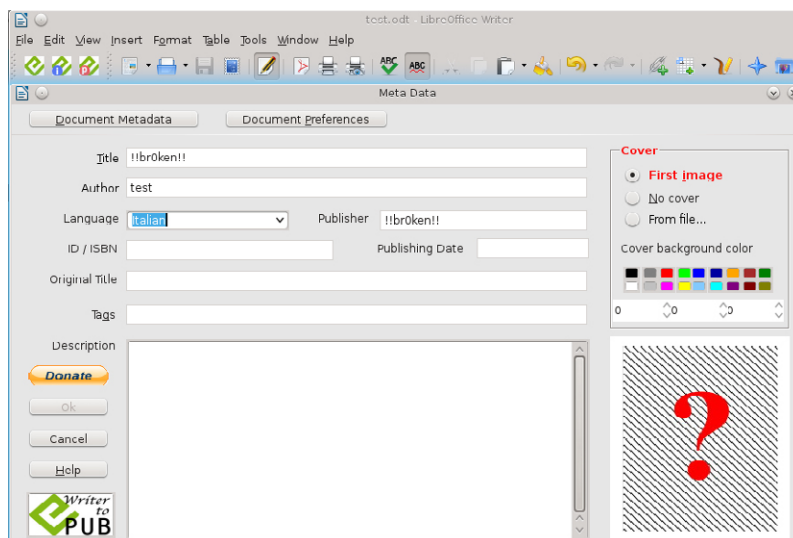 test.odt - LibreOffice Writer
File Edit View Insert Format Table Tools Window Help
ABC ABC
Meta Data
Document Metadata Document Preferences
Title !!br0ken!!
Author test
Language Italian Publisher !!br0ken!!
ID / ISBN Publishing Date
Original Title
Tags
Description
Donate
Ok
Cancel
Help
Writer
to
ePUB
Cover
First image
No cover
From file...
Cover background color
0 0 0
?